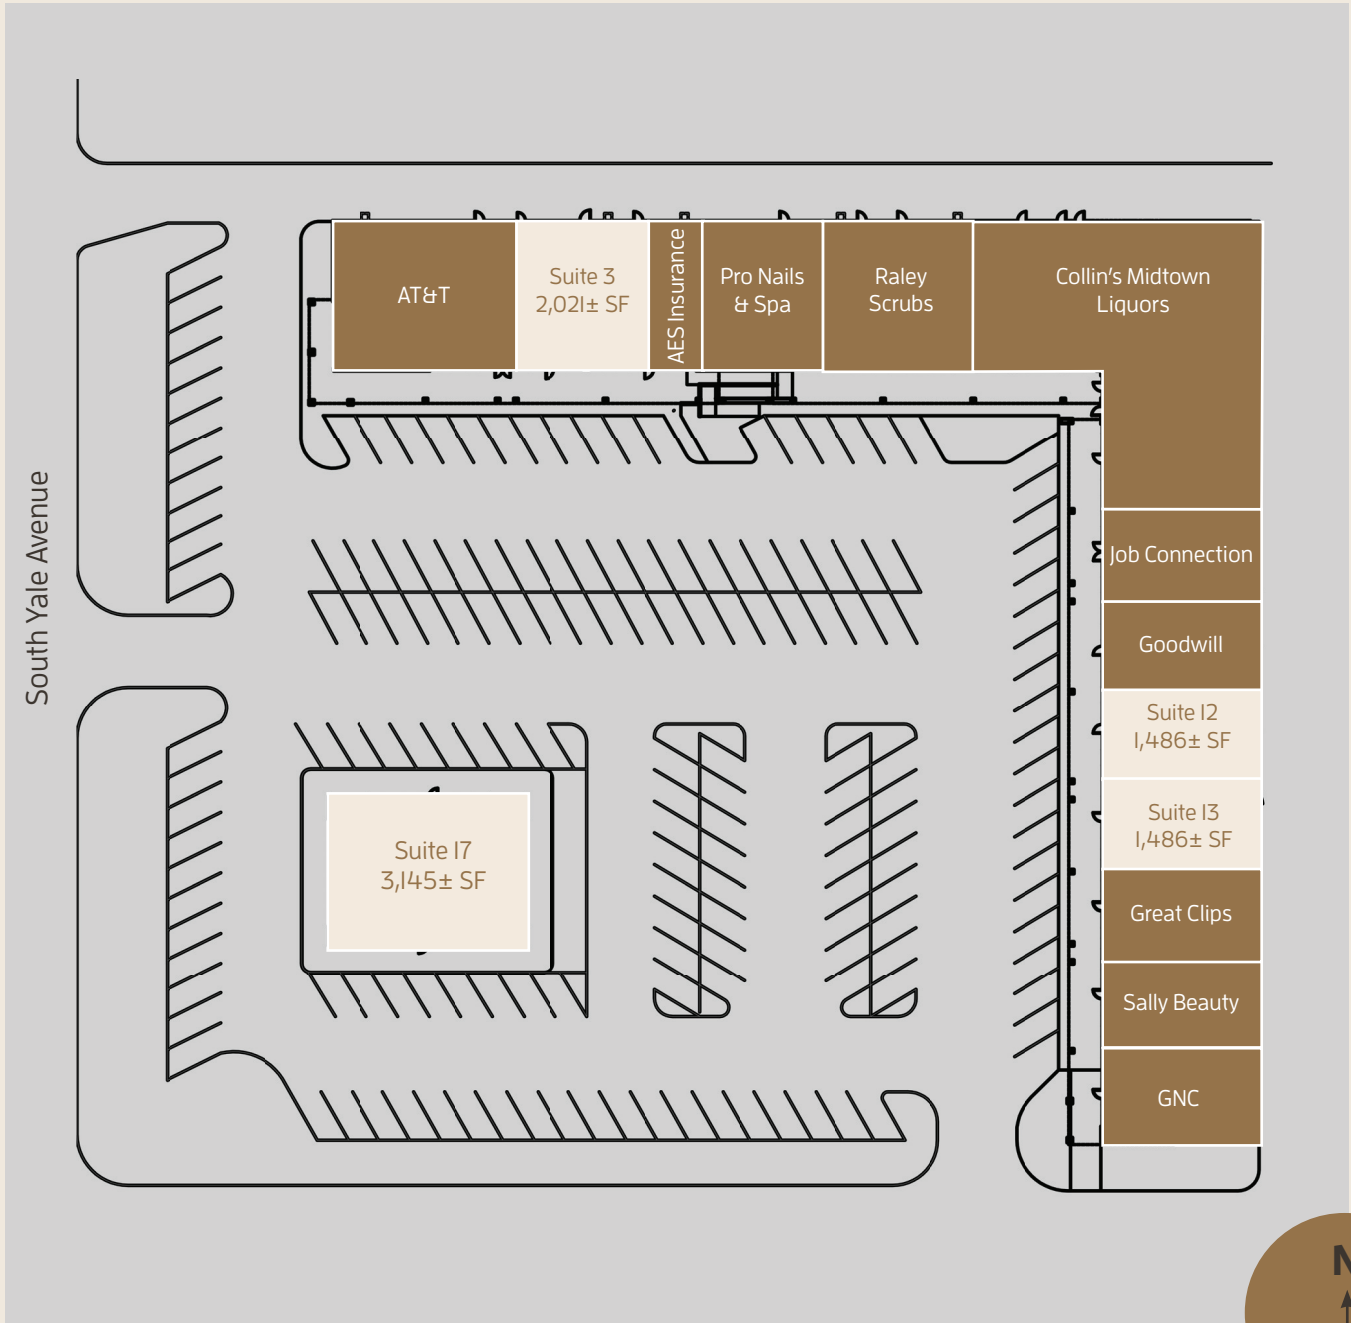 AT&T
Suite 3
2,021± SF
AES Insurance
Pro Nails
& Spa
Raley
Scrubs
Collin's Midtown
Liquors
South Yale Avenue
Job Connection
Goodwill
Suite 12
1,486± SF
Suite 13
1,486± SF
Suite 17
3,145± SF
Great Clips
Sally Beauty
GNC
N